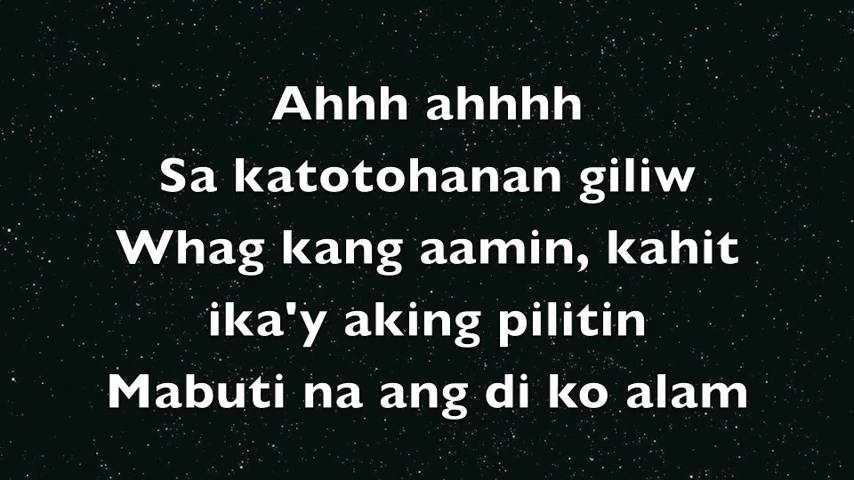 Ahhh ahhhh
Sa katotohanan giliw
Whag kang aamin, kahit
ika'y aking pilitin
Mabuti na ang di ko alam